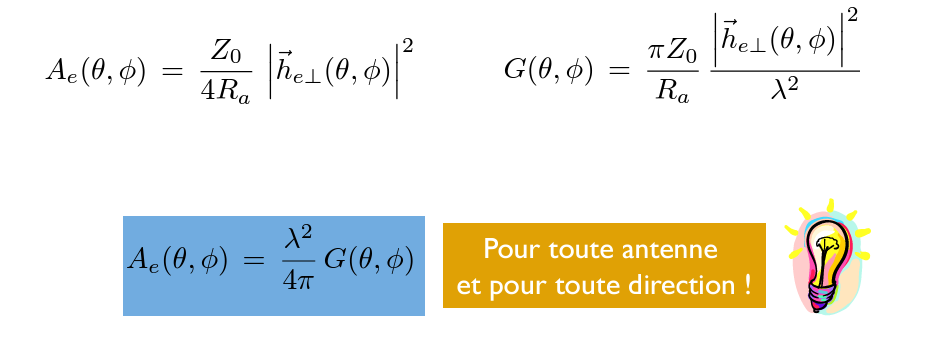 $A_e(\theta, \phi) = \frac{Z_0}{4R_a} \left|\vec{h}_{e\perp}(\theta, \phi)\right|^2$
$G(\theta, \phi) = \frac{\pi Z_0}{R_a} \frac{\left|\vec{h}_{e\perp}(\theta, \phi)\right|^2}{\lambda^2}$
$A_e(\theta, \phi) = \frac{\lambda^2}{4\pi} G(\theta, \phi)$
Pour toute antenne
et pour toute direction !